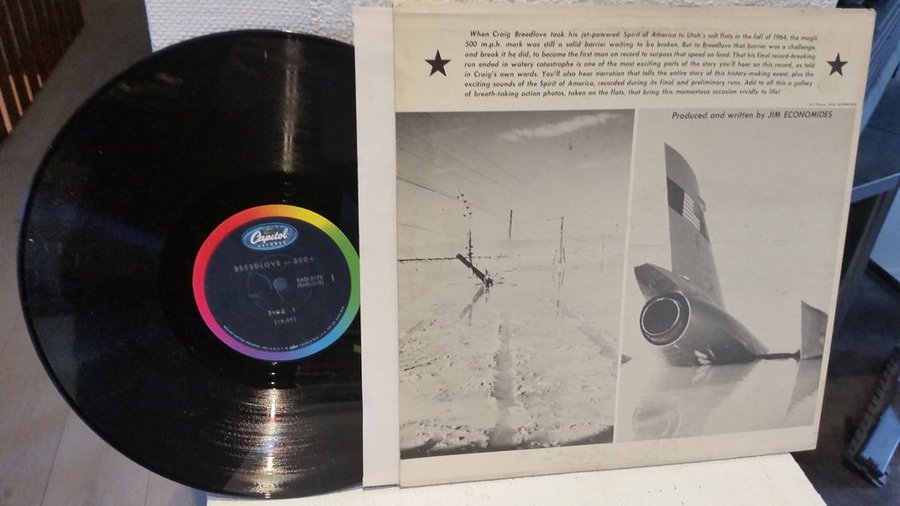 When Craig Breedlove took his jet-powered Spirit of America to Utah's salt flats in the fall of 1964, the magic
500 m.p.h. mark was still a solid barrier waiting to be broken. But to Breedlove that barrier was a challenge,
and break it he did, to become the first man on record to surpass that speed on land. That his final record-breaking
run ended in watery catastrophe is one of the most exciting parts of the story you'll hear on this record, as told
in Craig's own words. You'll also hear narration that tells the entire story of this history-making event, plus the
exciting sounds of the Spirit of America, recorded during its final and preliminary runs. Add to all this a gallery
of breath-taking action photos, taken on the flats, that bring this momentous occasion vividly to life!
Produced and written by JIM ECONOMIDES
Capitol
RECORDS
BREEDLOVE — 500+
SIDE 1